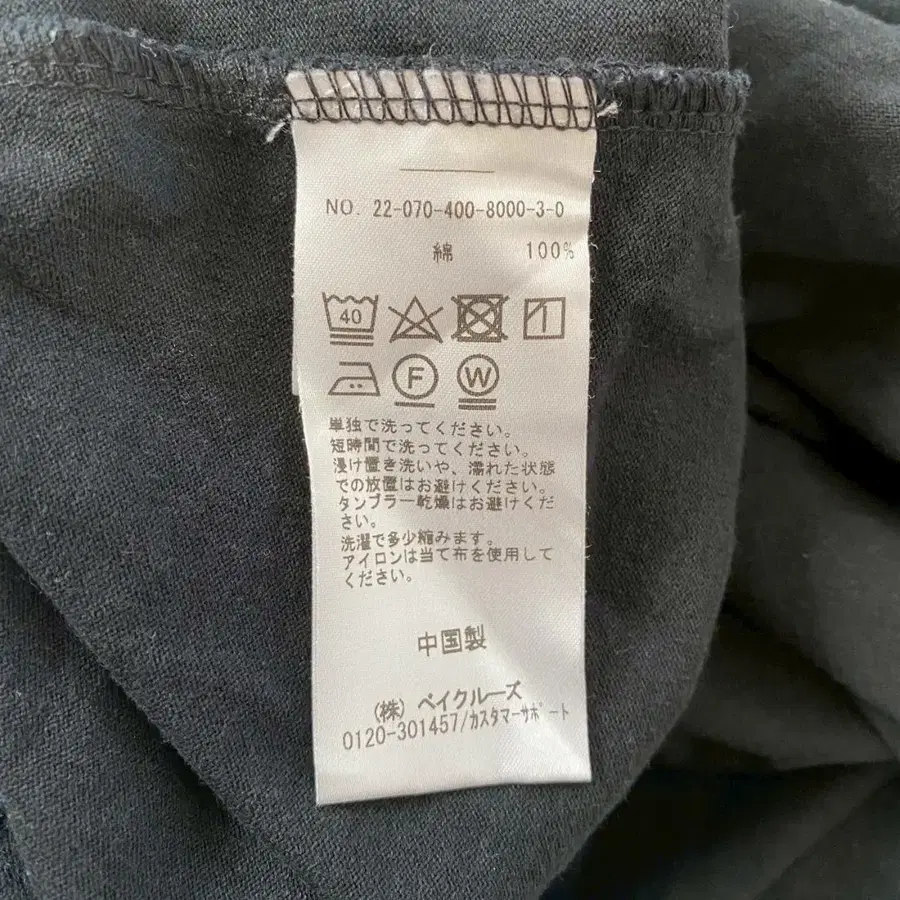 NO. 22-070-400-8000-3-0
綿 100%
40
F W
単独で洗ってください。
短時間で洗ってください。
浸け置き洗いや、濡れた状態
での放置はお避けください。
タンブラー乾燥はお避けくだ
さい。
洗濯で多少縮みます。
アイロンは当て布を使用して
ください。
中国製
(株) ベイクルーズ
0120-301457/カスタマーサポート